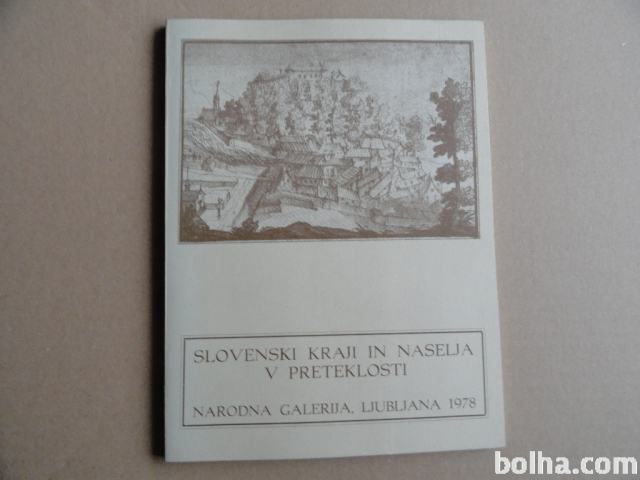 SLOVENSKI KRAJI IN NASELJA
V PRETEKLOSTI
NARODNA GALERIJA, LJUBLJANA 1978
bolha.com